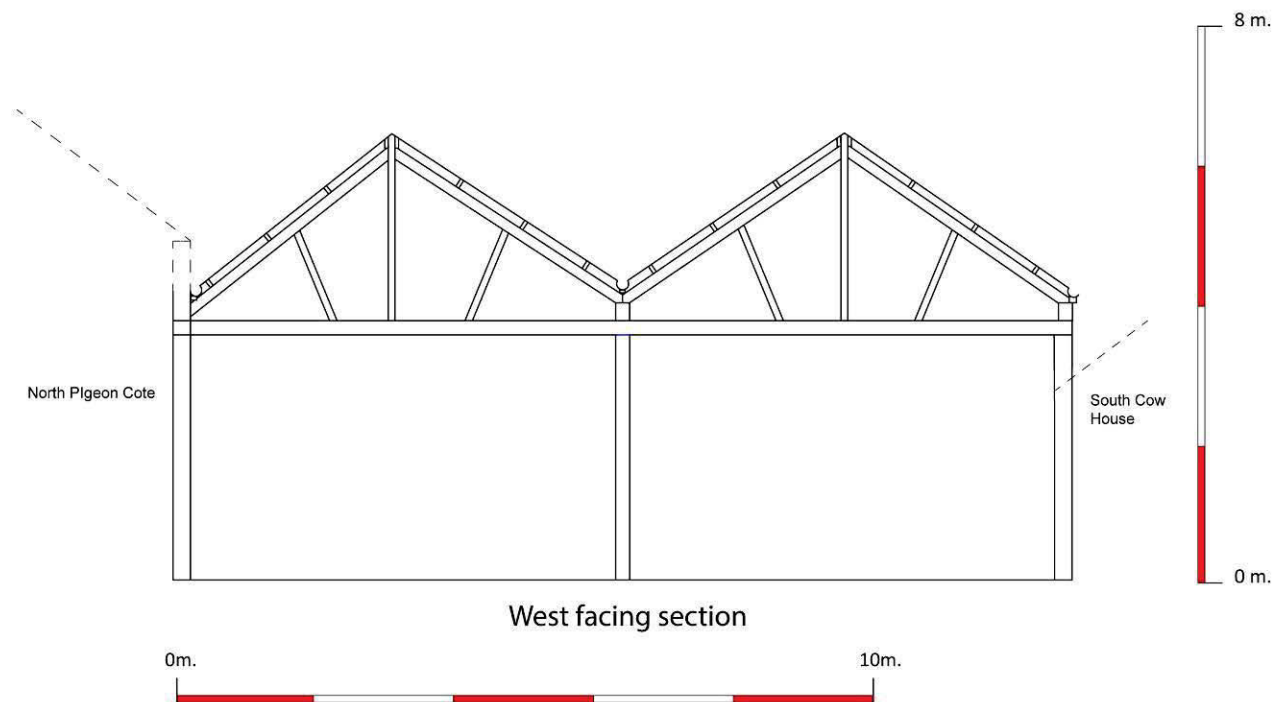 8 m.
North PIgeon Cote
South Cow
House
0 m.
West facing section
0m.
10m.